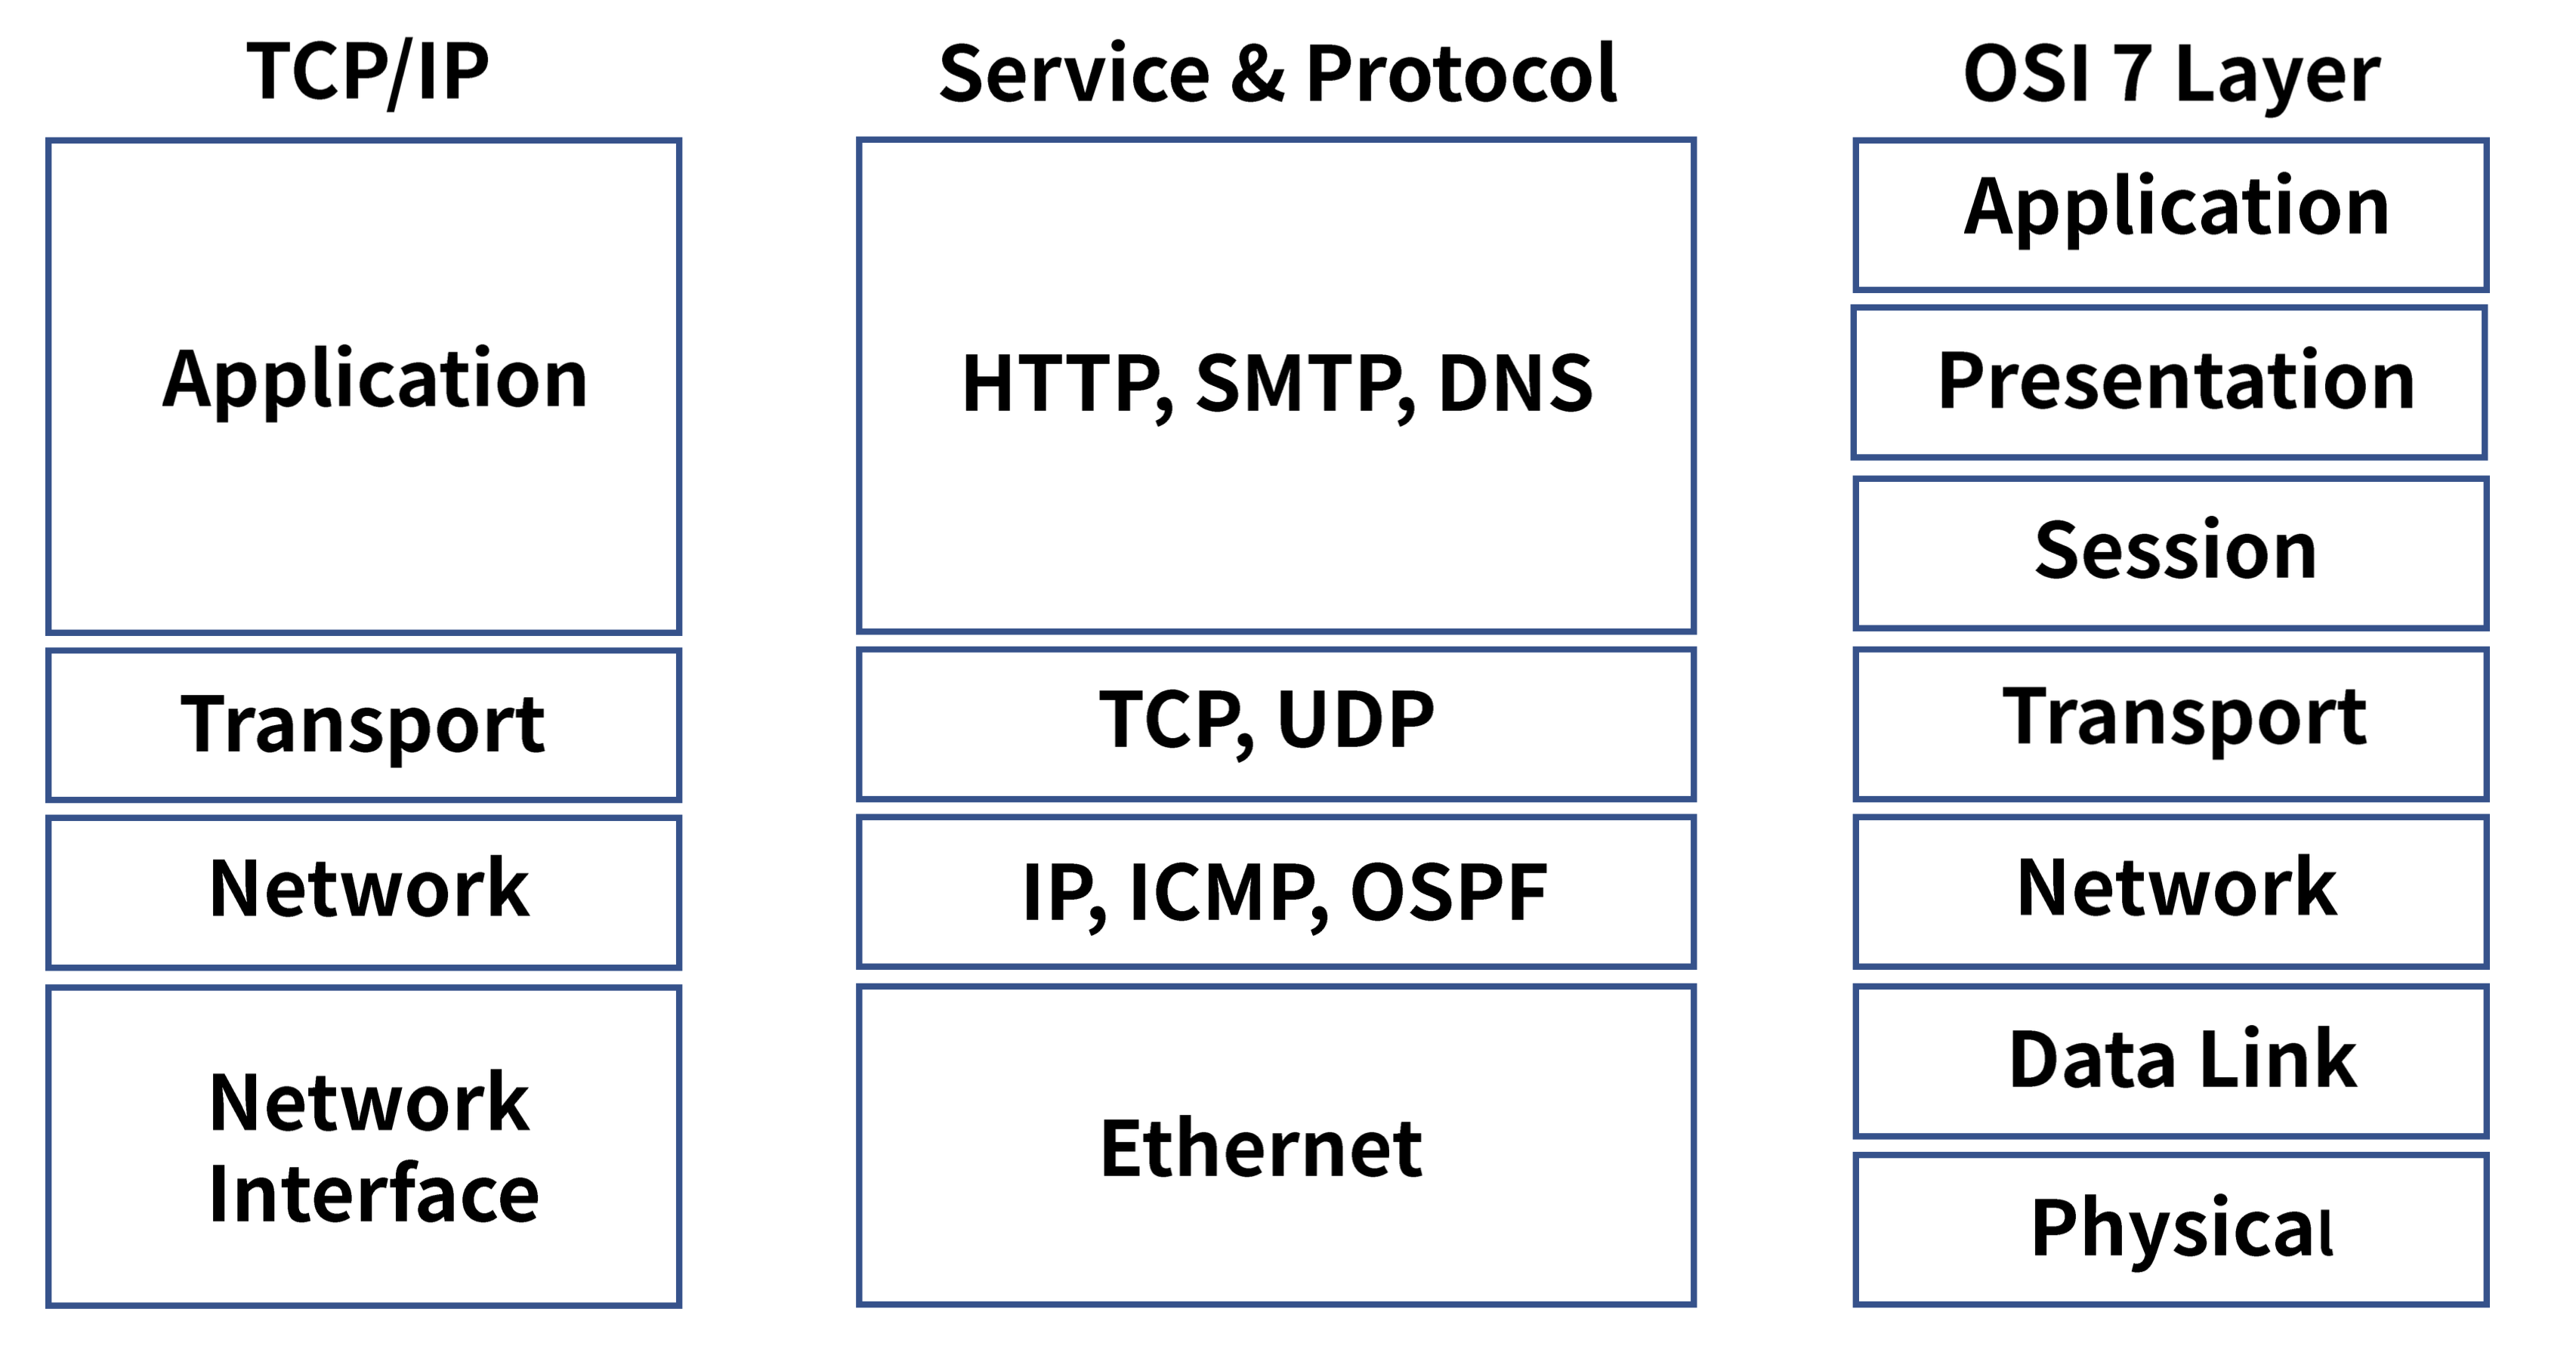 TCP/IP
Service & Protocol
OSI 7 Layer
Application
HTTP, SMTP, DNS
Application
Presentation
Session
Transport
TCP, UDP
Transport
Network
IP, ICMP, OSPF
Network
Network
Interface
Ethernet
Data Link
Physical